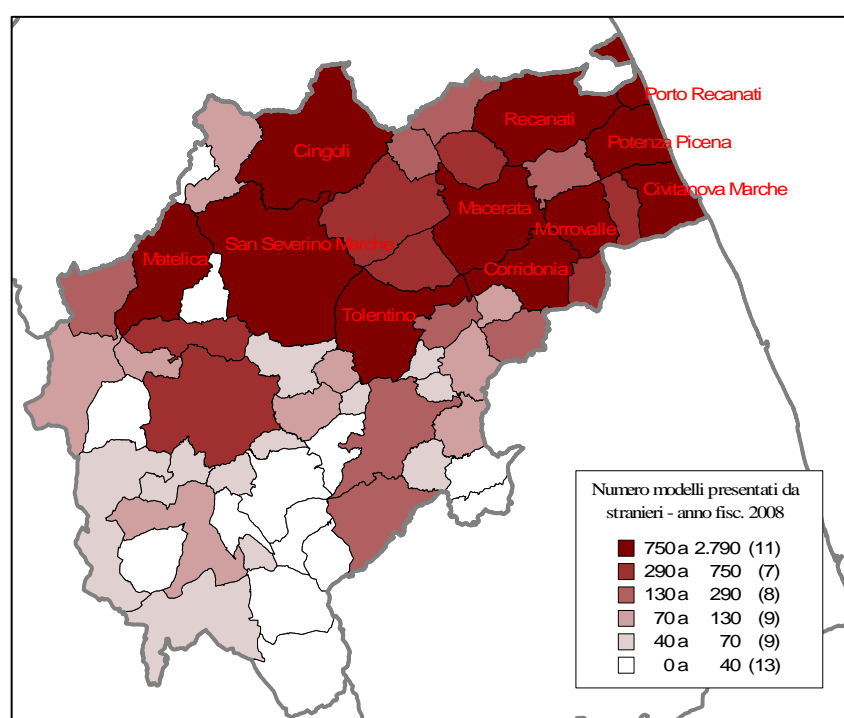 Porto Recanati
Recanati
Potenza Picena
Cingoli
Civitanova Marche
Macerata
Morrovalle
San Severino Marche
Matelica
Corridonia
Tolentino
Numero modelli presentati da
stranieri - anno fisc. 2008
750 a 2.790 (11)
290 a 750 (7)
130 a 290 (8)
70 a 130 (9)
40 a 70 (9)
0 a 40 (13)